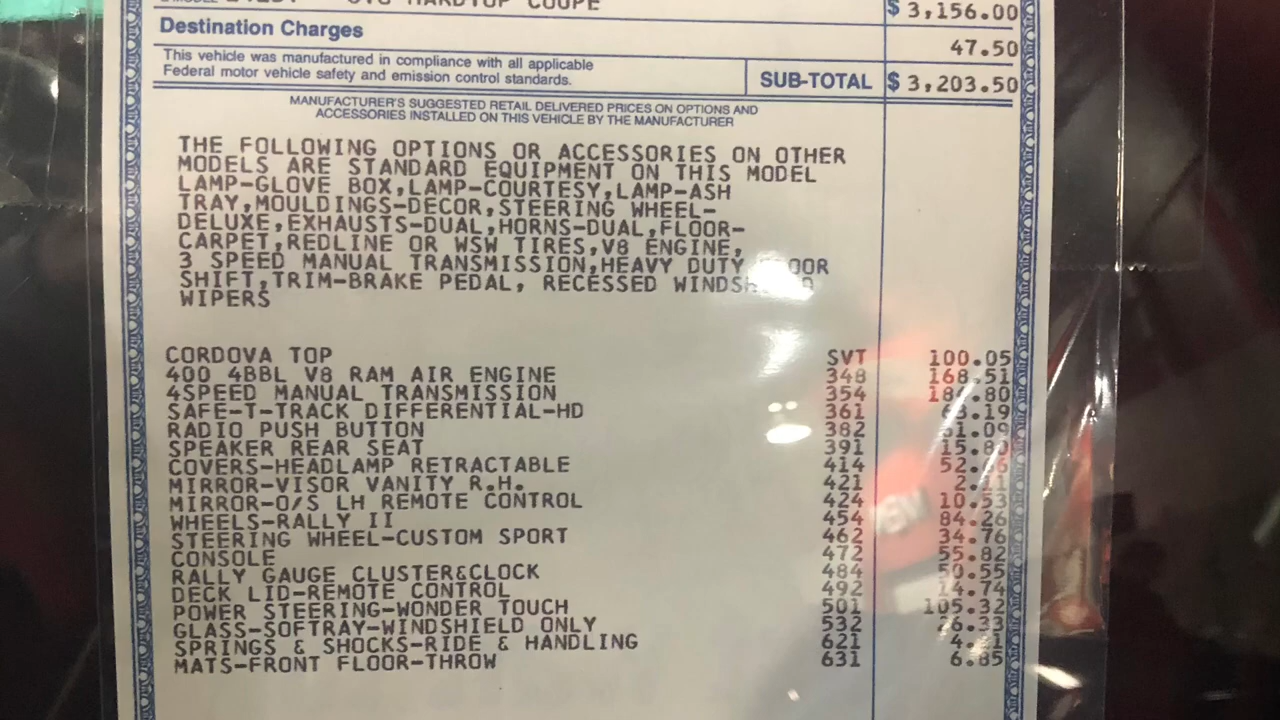 HARDTOP COUPE
$ 3,156.00
Destination Charges
47.50
This vehicle was manufactured in compliance with all applicable
Federal motor vehicle safety and emission control standards.
SUB-TOTAL $ 3,203.50
MANUFACTURER'S SUGGESTED RETAIL DELIVERED PRICES ON OPTIONS AND
ACCESSORIES INSTALLED ON THIS VEHICLE BY THE MANUFACTURER
THE FOLLOWING OPTIONS OR ACCESSORIES ON OTHER
MODELS ARE STANDARD EQUIPMENT ON THIS MODEL
LAMP-GLOVE BOX,LAMP-COURTESY,LAMP-ASH
TRAY,MOULDINGS-DECOR,STEERING WHEEL-
DELUXE,EXHAUSTS-DUAL,HORNS-DUAL,FLOOR-
CARPET,REDLINE OR WSW TIRES,V8 ENGINE,
3 SPEED MANUAL TRANSMISSION,HEAVY DUTY
SHIFT,TRIM-BRAKE PEDAL, RECESSED
WIPERS
CORDOVA TOP SVT 100.05
400 4BBL V8 RAM AIR ENGINE 348 168.51
4SPEED MANUAL TRANSMISSION 354
SAFE-T-TRACK DIFFERENTIAL-HD 361
RADIO PUSH BUTTON 382
SPEAKER REAR SEAT 391 15.80
COVERS-HEADLAMP RETRACTABLE 414
MIRROR-VISOR VANITY R.H. 421
MIRROR-O/S LH REMOTE CONTROL 424 10.53
WHEELS-RALLY II 454 84.26
STEERING WHEEL-CUSTOM SPORT 462 34.76
CONSOLE 472 55.82
RALLY GAUGE CLUSTER&CLOCK 484 50.55
DECK LID-REMOTE CONTROL 492 14.74
POWER STEERING-WONDER TOUCH 501 105.32
GLASS-SOFTRAY-WINDSHIELD ONLY 532 26.33
SPRINGS & SHOCKS-RIDE & HANDLING 621
MATS-FRONT FLOOR-THROW 631 6.85